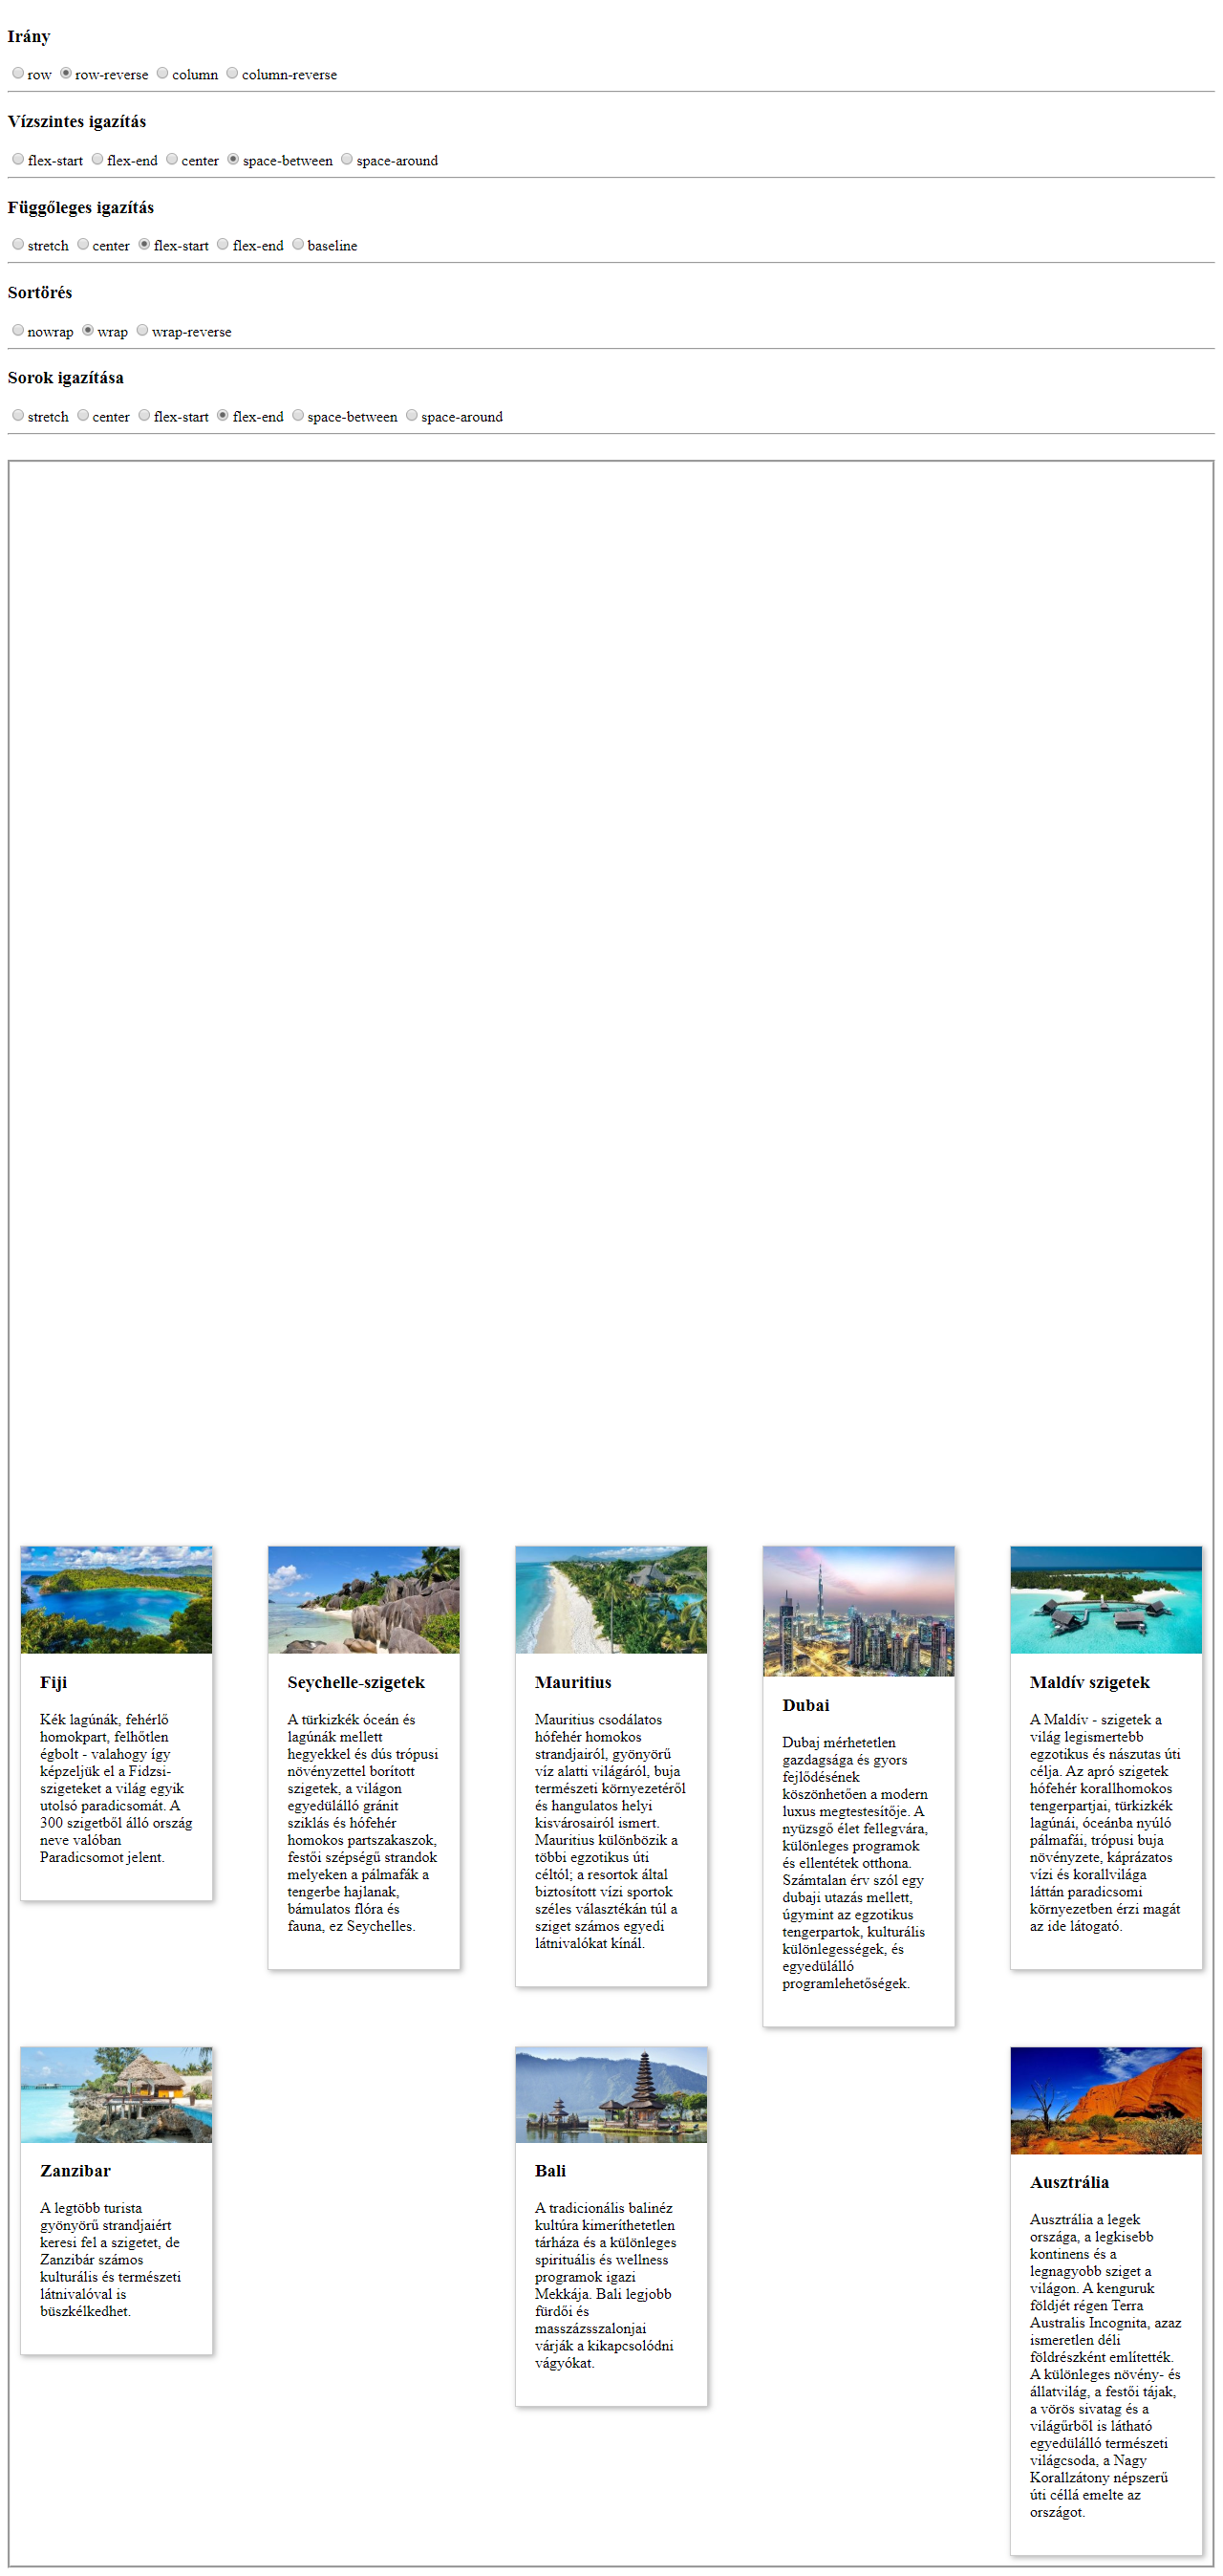 Irány
row row-reverse column column-reverse
Vízszintes igazítás
flex-start flex-end center space-between space-around
Függőleges igazítás
stretch center flex-start flex-end baseline
Sortörés
nowrap wrap wrap-reverse
Sorok igazítása
stretch center flex-start flex-end space-between space-around
Fiji
Kék lagúnák, fehérlő
homokpart, felhőtlen
égbolt - valahogy így
képzeljük el a Fidzsi-
szigeteket a világ egyik
utolsó paradicsomát. A
300 szigetből álló ország
neve valóban
Paradicsomot jelent.
Seychelle-szigetek
A türkizkék óceán és
lagúnák mellett
hegyekkel és dús trópusi
növényzettel borított
szigetek, a világon
egyedülálló gránit
sziklás és hófehér
homokos partszakaszok,
festői szépségű strandok
melyeken a pálmafák a
tengerbe hajlanak,
bámulatos flóra és
fauna, ez Seychelles.
Mauritius
Mauritius csodálatos
hófehér homokos
strandjairól, gyönyörű
víz alatti világáról, buja
természeti környezetéről
és hangulatos helyi
kisvárosairól ismert.
Mauritius különbözik a
többi egzotikus úti
céltól; a resortok által
biztosított vízi sportok
széles választékán túl a
sziget számos egyedi
látnivalókat kínál.
Dubai
Dubaj mérhetetlen
gazdagsága és gyors
fejlődésének
köszönhetően a modern
luxus megtestesítője. A
nyüzsgő élet fellegvára,
különleges programok
és ellentétek otthona.
Számtalan érv szól egy
dubaji utazás mellett,
úgymint az egzotikus
tengerpartok, kulturális
különlegességek, és
egyedülálló
programlehetőségek.
Maldív szigetek
A Maldív - szigetek a
világ legismertebb
egzotikus és nászutas úti
célja. Az apró szigetek
hófehér korallhomokos
tengerpartjai, türkizkék
lagúnái, óceánba nyúló
pálmafái, trópusi buja
növényzete, káprázatos
vízi és korallvilága
láttán paradicsomi
környezetben érzi magát
az ide látogató.
Zanzibar
A legtöbb turista
gyönyörű strandjaiért
keresi fel a szigetet, de
Zanzibár számos
kulturális és természeti
látnivalóval is
büszkélkedhet.
Bali
A tradicionális balinéz
kultúra kimeríthetetlen
tárháza és a különleges
spirituális és wellness
programok igazi
Mekkája. Bali legjobb
fürdői és
masszázsszalonjai
várják a kikapcsolódni
vágyókat.
Ausztrália
Ausztrália a legek
országa, a legkisebb
kontinens és a
legnagyobb sziget a
világon. A kenguruk
földjét régen Terra
Australis Incognita, azaz
ismeretlen déli
földrészként említették.
A különleges növény- és
állatvilág, a festői tájak,
a vörös sivatag és a
világűrből is látható
egyedülálló természeti
világcsoda, a Nagy
Korallzátony népszerű
úti céllá emelte az
országot.